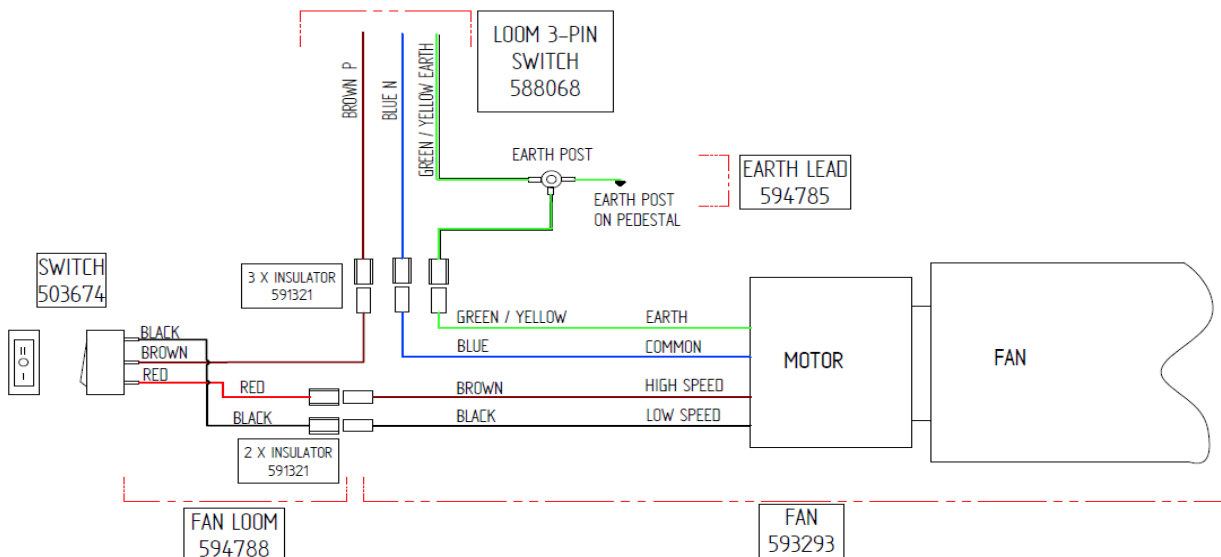 LOOM 3-PIN
SWITCH
588068
BROWN P
BLUE N
GREEN / YELLOW EARTH
EARTH POST
EARTH POST
ON PEDESTAL
EARTH LEAD
594785
SWITCH
503674
3 X INSULATOR
591321
BLACK
BROWN
RED
RED
BLACK
GREEN / YELLOW
EARTH
BLUE
COMMON
BROWN
HIGH SPEED
BLACK
LOW SPEED
MOTOR
FAN
2 X INSULATOR
591321
FAN LOOM
594788
FAN
593293